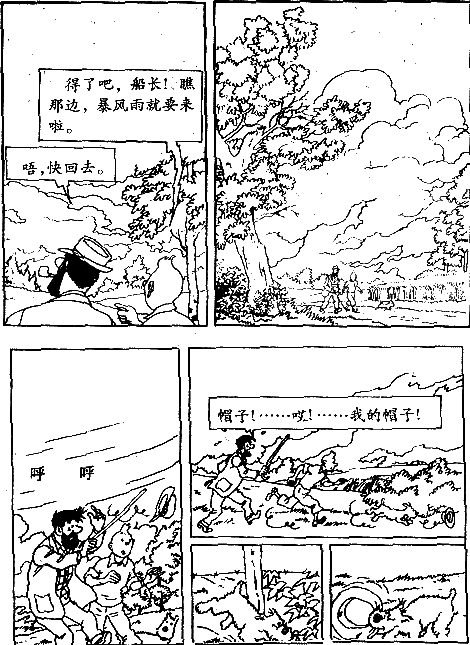 得了吧，船长！瞧
那边，暴风雨就要来
啦。
唔，快回去。
呼 呼
帽子！……哎！……我的帽子！